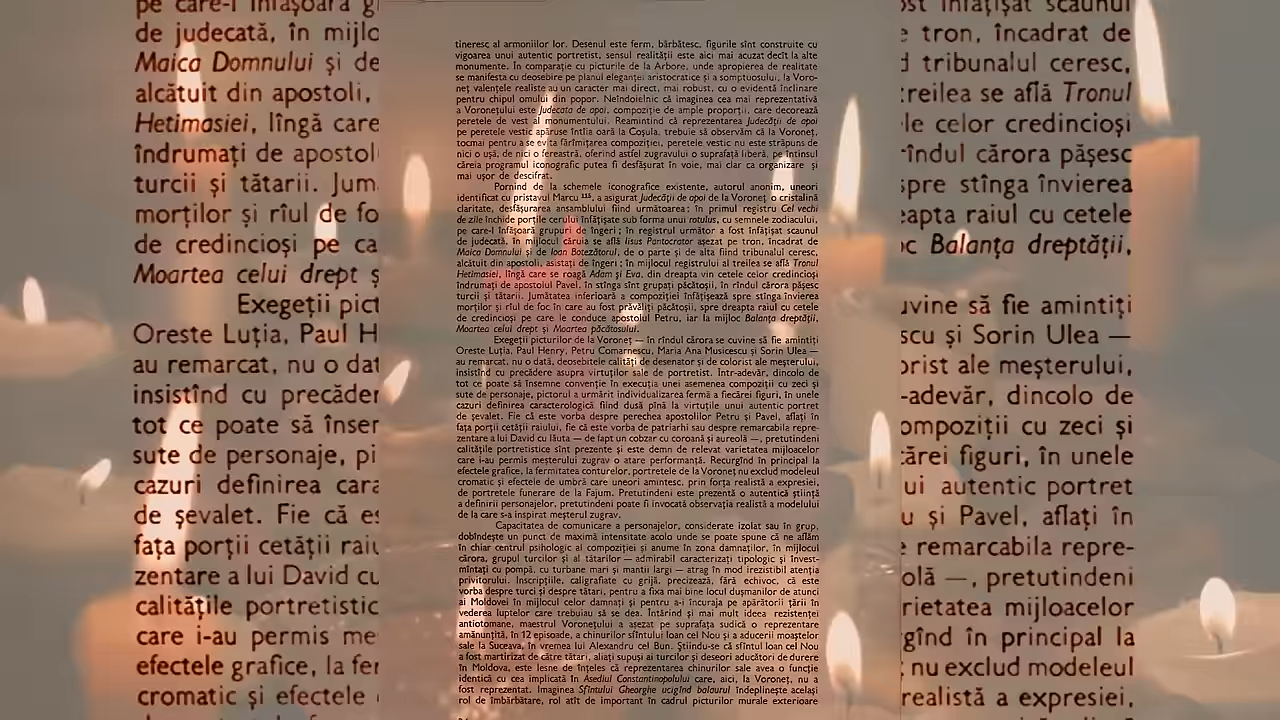 tineresc al armoniilor lor. Desenul este ferm, bărbătesc, figurile sînt construite cu
vigoarea unui autentic portretist, sensul realității este aici mai acuzat decît la alte
monumente. În comparație cu picturile de la Arbore, unde apropierea de realitate
se manifesta cu deosebire pe planul eleganței aristocratice și a somptuosului, la Voro-
neț valențele realiste au un caracter mai direct, mai robust, cu o evidentă înclinare
pentru chipul omului din popor. Neîndoielnic că imaginea cea mai reprezentativă
a Voronețului este Judecata de apoi, compoziție de ample proporții, care decorează
peretele de vest al monumentului. Reamintind că reprezentarea Judecății de apoi
pe peretele vestic apăruse întîia oară la Coșula, trebuie să observăm că la Voroneț,
tocmai pentru a se evita fărîmițarea compoziției, peretele vestic nu este străpuns de
nici o ușă, de nici o fereastră, oferind astfel zugravului o suprafață liberă, pe întinsul
căreia programul iconografic putea fi desfășurat în voie, mai clar ca organizare și
mai ușor de descifrat.
Pornind de la schemele iconografice existente, autorul anonim, uneori
identificat cu pristavul Marcu ¹¹⁵, a asigurat Judecății de apoi de la Voroneț o cristalină
claritate, desfășurarea ansamblului fiind următoarea: în primul registru Cel vechi
de zile închide porțile cerului înfățișate sub forma unui rotulus, cu semnele zodiacului,
pe care-l înfășoară grupuri de îngeri; în registrul următor a fost înfățișat scaunul
de judecată, în mijlocul căruia se află Iisus Pantocrator așezat pe tron, încadrat de
Maica Domnului și de Ioan Botezătorul, de o parte și de alta fiind tribunalul ceresc,
alcătuit din apostoli, asistați de îngeri; în mijlocul registrului al treilea se află Tronul
Hetimasiei, lîngă care se roagă Adam și Eva, din dreapta vin cetele celor credincioși
îndrumați de apostolul Pavel, în stînga sînt grupați păcătoșii, în rîndul cărora pășesc
turcii și tătarii. Jumătatea inferioară a compoziției înfățișează spre stînga învierea
morților și rîul de foc în care au fost prăvăliți păcătoșii, spre dreapta raiul cu cetele
de credincioși pe care le conduce apostolul Petru, iar la mijloc Balanța dreptății,
Moartea celui drept și Moartea păcătosului.
Exegeții picturilor de la Voroneț — în rîndul cărora se cuvine să fie amintiți
Oreste Luția, Paul Henry, Petru Comarnescu, Maria Ana Musicescu și Sorin Ulea —
au remarcat, nu o dată, deosebitele calități de desenator și de colorist ale meșterului,
insistînd cu precădere asupra virtuților sale de portretist. Într-adevăr, dincolo de
tot ce poate să însemne convenție în execuția unei asemenea compoziții cu zeci și
sute de personaje, pictorul a urmărit individualizarea fermă a fiecărei figuri, în unele
cazuri definirea caracterologică fiind dusă pînă la virtuțile unui autentic portret
de șevalet. Fie că este vorba despre perechea apostolilor Petru și Pavel, aflați în
fața porții cetății raiului, fie că este vorba de patriarhi sau despre remarcabila repre-
zentare a lui David cu lăuta — de fapt un cobzar cu coroană și aureolă —, pretutindeni
calitățile portretistice sînt prezente și este demn de relevat varietatea mijloacelor
care i-au permis meșterului zugrav o atare performanță. Recurgînd în principal la
efectele grafice, la fermitatea conturelor, portretele de la Voroneț nu exclud modeleul
cromatic și efectele de umbră care uneori amintesc, prin forța realistă a expresiei,
de portretele funerare de la Fajum. Pretutindeni este prezentă o autentică știință
a definirii personajelor, pretutindeni poate fi invocată observația realistă a modelului
de la care s-a inspirat meșterul zugrav.
Capacitatea de comunicare a personajelor, considerate izolat sau în grup,
dobîndește un punct de maximă intensitate acolo unde se poate spune că ne aflăm
în chiar centrul psihologic al compoziției și anume în zona damnaților, în mijlocul
cărora, grupul turcilor și al tătarilor — admirabil caracterizați tipologic și invest-
mîntați cu pompă, cu turbane mari și mantii largi — atrag în mod irezistibil atenția
privitorului. Inscripțiile, caligrafiate cu grijă, precizează, fără echivoc, că este
vorba despre turci și despre tătari, pentru a fixa mai bine locul dușmanilor de atunci
ai Moldovei în mijlocul celor damnați și pentru a-i încuraja pe apărătorii țării în
vederea luptelor care trebuiau să se dea. Întărind și mai mult ideea rezistenței
antiotomane, maestrul Voronețului a așezat pe suprafața sudică o reprezentare
amănunțită, în 12 episoade, a chinurilor sfîntului Ioan cel Nou și a aducerii moaștelor
sale la Suceava, în vremea lui Alexandru cel Bun. Știindu-se că sfîntul Ioan cel Nou
a fost martirizat de către tătari, aliați supuși ai turcilor și deseori aducători de durere
în Moldova, este lesne de înțeles că reprezentarea chinurilor sale avea o funcție
identică cu cea implicată în Asediul Constantinopolului care, aici, la Voroneț, nu a
fost reprezentat. Imaginea Sfîntului Gheorghe ucigînd balaurul îndeplinește același
rol de îmbărbătare, rol atît de important în cadrul picturilor murale exterioare